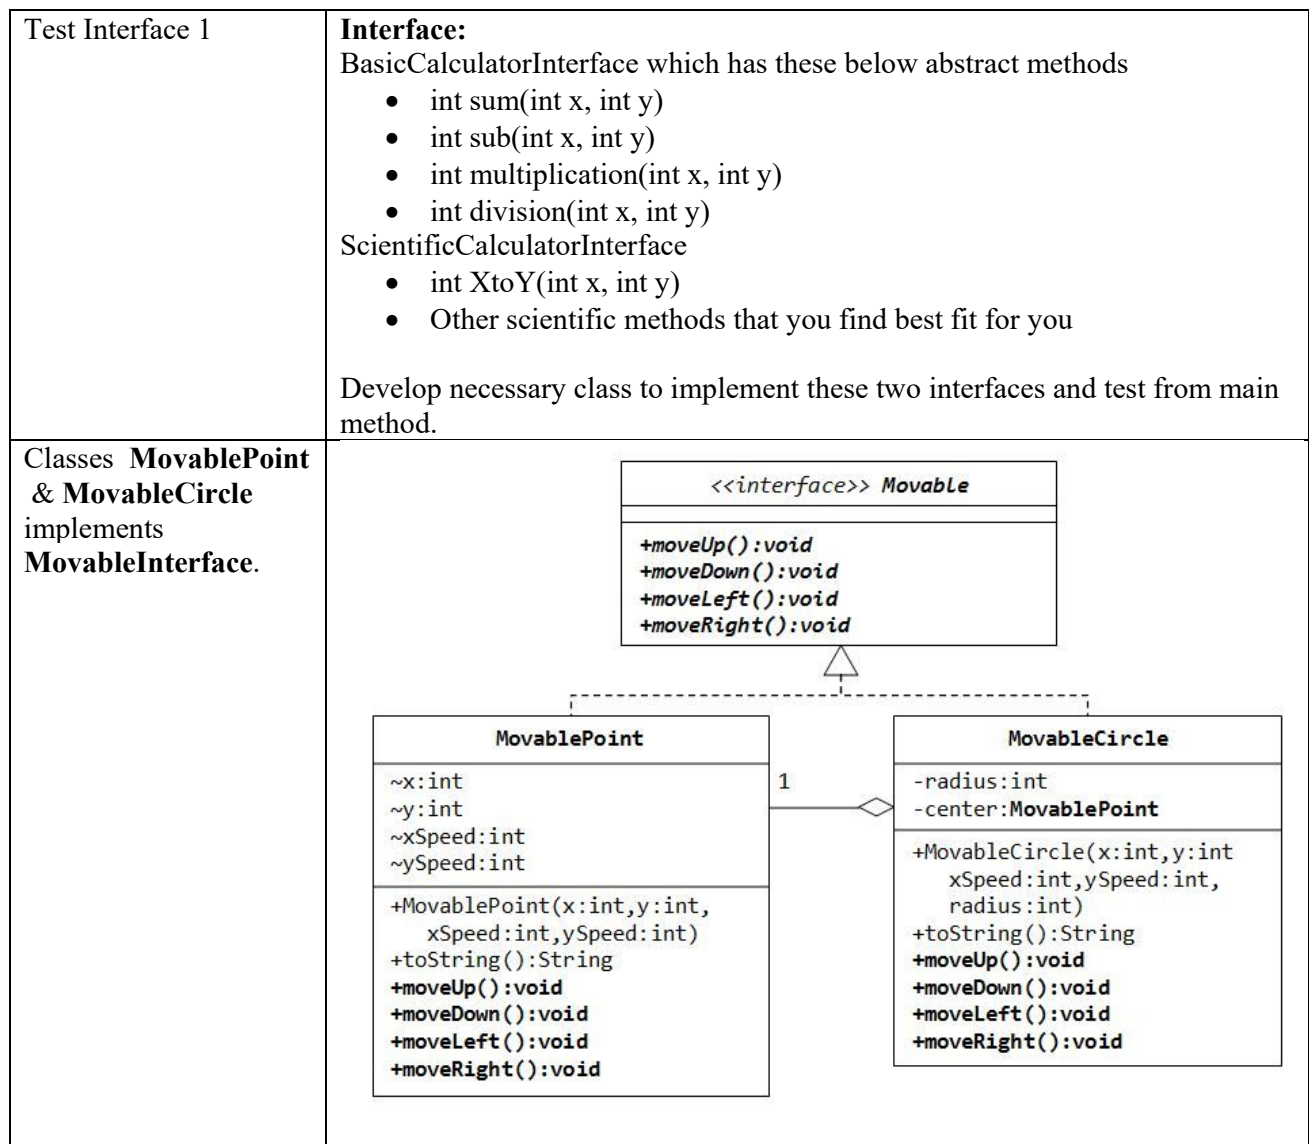 Test Interface 1
Interface:
BasicCalculatorInterface which has these below abstract methods
• int sum(int x, int y)
• int sub(int x, int y)
• int multiplication(int x, int y)
• int division(int x, int y)
ScientificCalculatorInterface
• int XtoY(int x, int y)
• Other scientific methods that you find best fit for you
Develop necessary class to implement these two interfaces and test from main
method.
Classes MovablePoint
& MovableCircle
implements
MovableInterface.
<<interface>> Movable
+moveUp():void
+moveDown():void
+moveLeft():void
+moveRight():void
MovablePoint
~x:int
~y:int
~xSpeed:int
~ySpeed:int
+MovablePoint(x:int,y:int,
xSpeed:int,ySpeed:int)
+toString():String
+moveUp():void
+moveDown():void
+moveLeft():void
+moveRight():void
1
MovableCircle
-radius:int
-center:MovablePoint
+MovableCircle(x:int,y:int
xSpeed:int,ySpeed:int,
radius:int)
+toString():String
+moveUp():void
+moveDown():void
+moveLeft():void
+moveRight():void